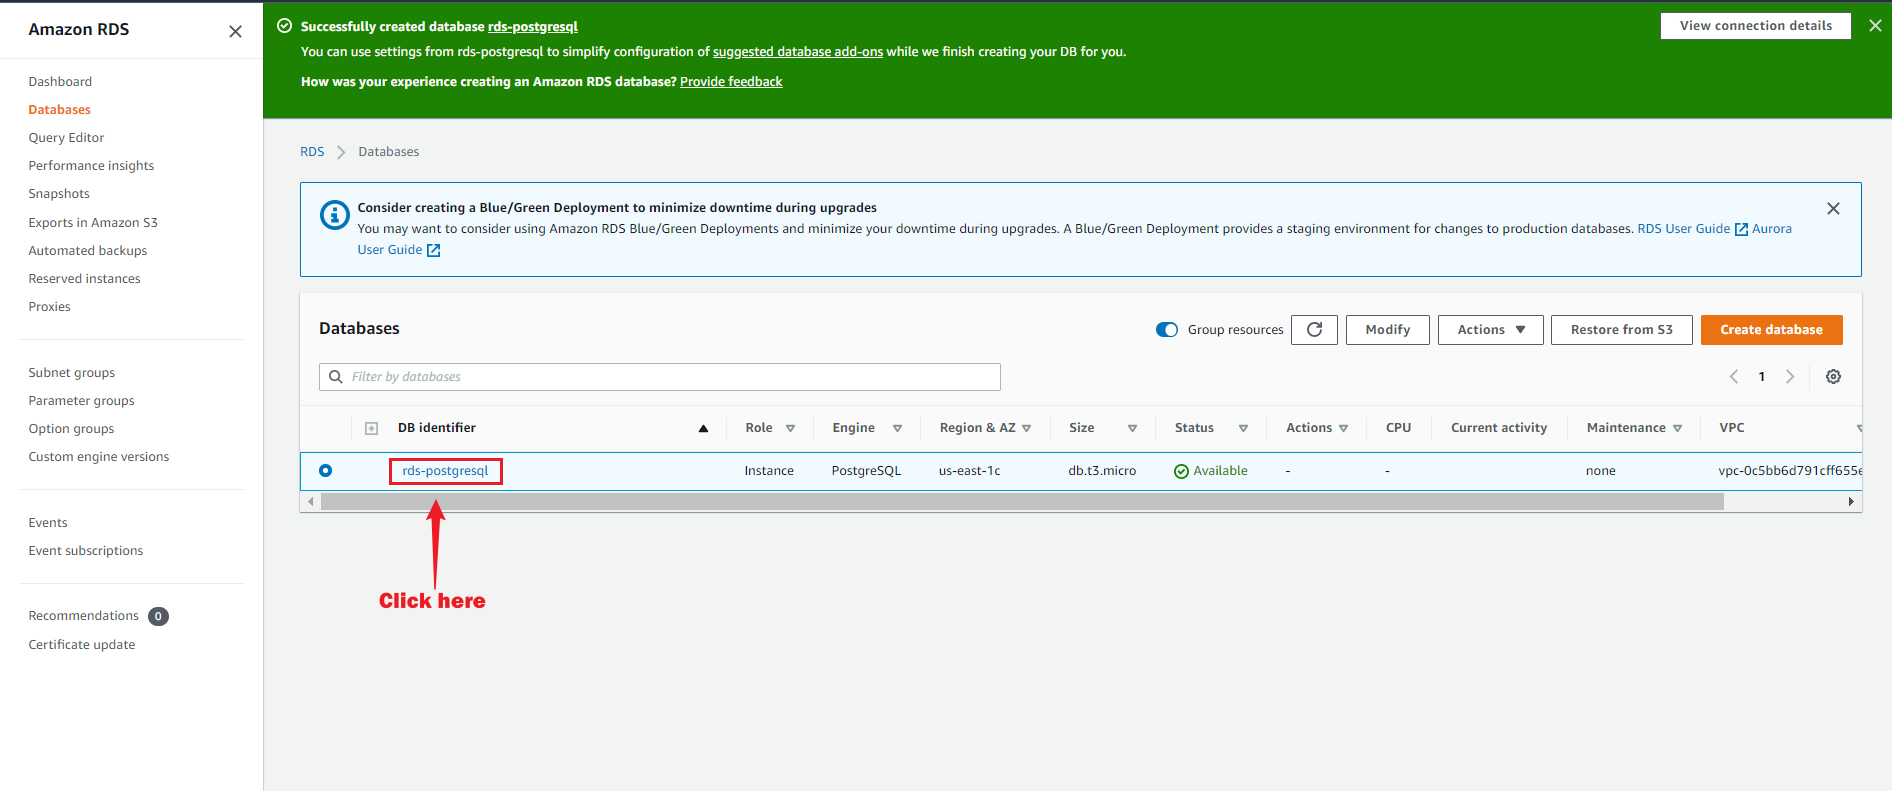 Amazon RDS
Dashboard
Databases
Query Editor
Performance insights
Snapshots
Exports in Amazon S3
Automated backups
Reserved instances
Proxies
Subnet groups
Parameter groups
Option groups
Custom engine versions
Events
Event subscriptions
Recommendations 0
Certificate update
Successfully created database rds-postgresql
View connection details
You can use settings from rds-postgresql to simplify configuration of suggested database add-ons while we finish creating your DB for you.
How was your experience creating an Amazon RDS database? Provide feedback
RDS Databases
Consider creating a Blue/Green Deployment to minimize downtime during upgrades
You may want to consider using Amazon RDS Blue/Green Deployments and minimize your downtime during upgrades. A Blue/Green Deployment provides a staging environment for changes to production databases. RDS User Guide Aurora
User Guide
Databases
Group resources Modify Actions Restore from S3 Create database
Filter by databases
1
DB identifier Role Engine Region & AZ Size Status Actions CPU Current activity Maintenance VPC
rds-postgresql Instance PostgreSQL us-east-1c db.t3.micro Available - - none vpc-0c5bb6d791cff655e
Click here